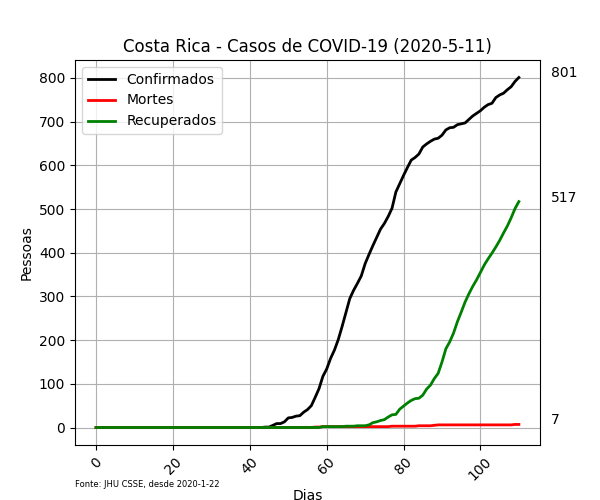 Costa Rica - Casos de COVID-19 (2020-5-11)
Confirmados
Mortes
Recuperados
801
517
7
Pessoas
800
700
600
500
400
300
200
100
0
0 20 40 60 80 100
Fonte: JHU CSSE, desde 2020-1-22
Dias